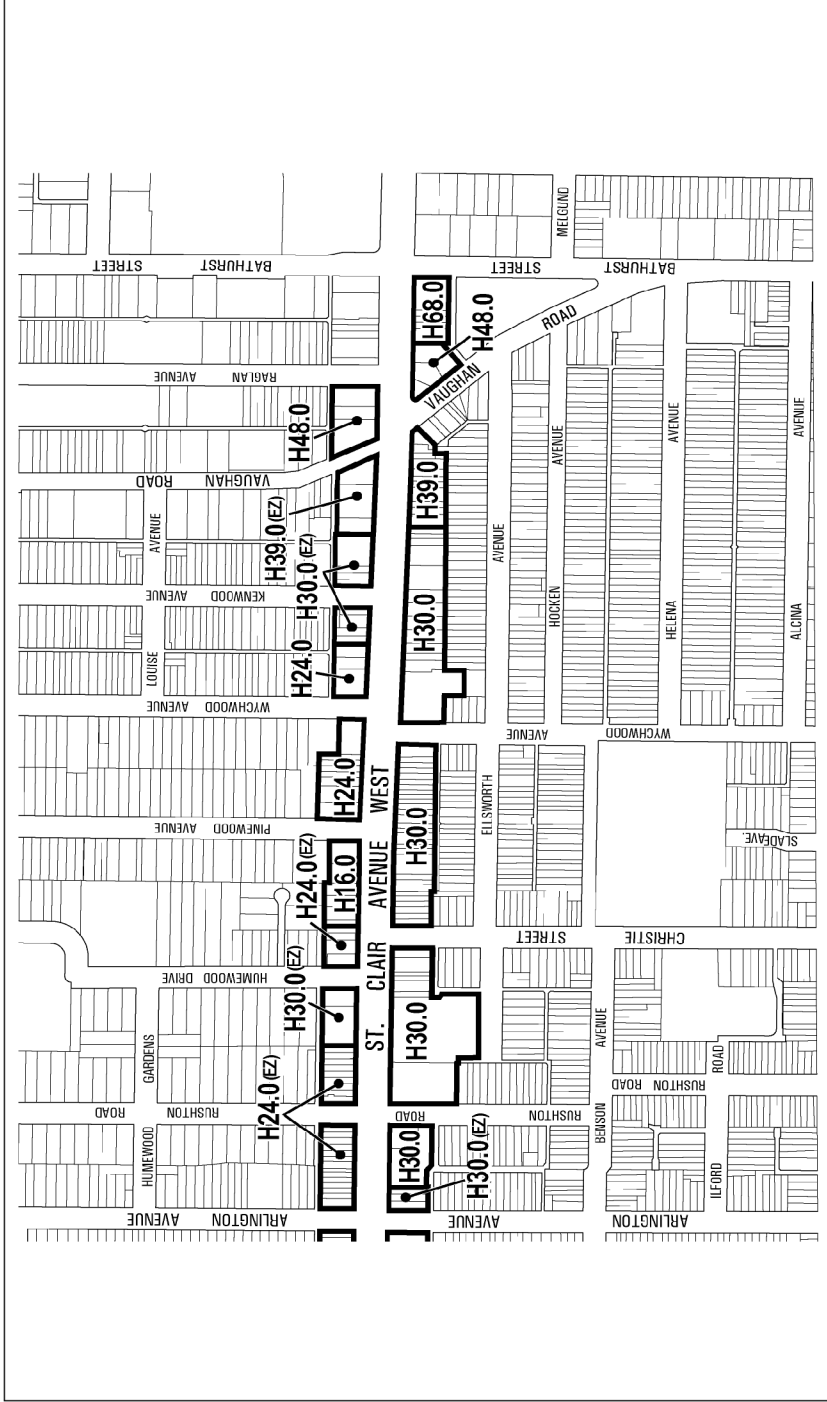 BATHURST STREET
BATHURST STREET
MELGUND
RAGLAN AVENUE
VAUGHAN ROAD
VAUGHAN ROAD
H68.0
H48.0
H48.0
H39.0
H39.0 (EZ)
H30.0 (EZ)
H30.0
H24.0
LOUISE AVENUE
KENWOOD AVENUE
WYCHWOOD AVENUE
WYCHWOOD AVENUE
AVENUE
HOCKEN AVENUE
HELENA AVENUE
ALCINA AVENUE
H24.0
H30.0
PINEWOOD AVENUE
ELLSWORTH
SLADE AVE.
H24.0 (EZ)
H16.0
ST. CLAIR AVENUE WEST
CHRISTIE STREET
HUMEWOOD DRIVE
H30.0 (EZ)
H30.0
H24.0 (EZ)
HUMEWOOD GARDENS
RUSHTON ROAD
RUSHTON ROAD
RUSHTON ROAD
BENSON AVENUE
ILFORD ROAD
H30.0
H30.0 (EZ)
ARLINGTON AVENUE
ARLINGTON AVENUE